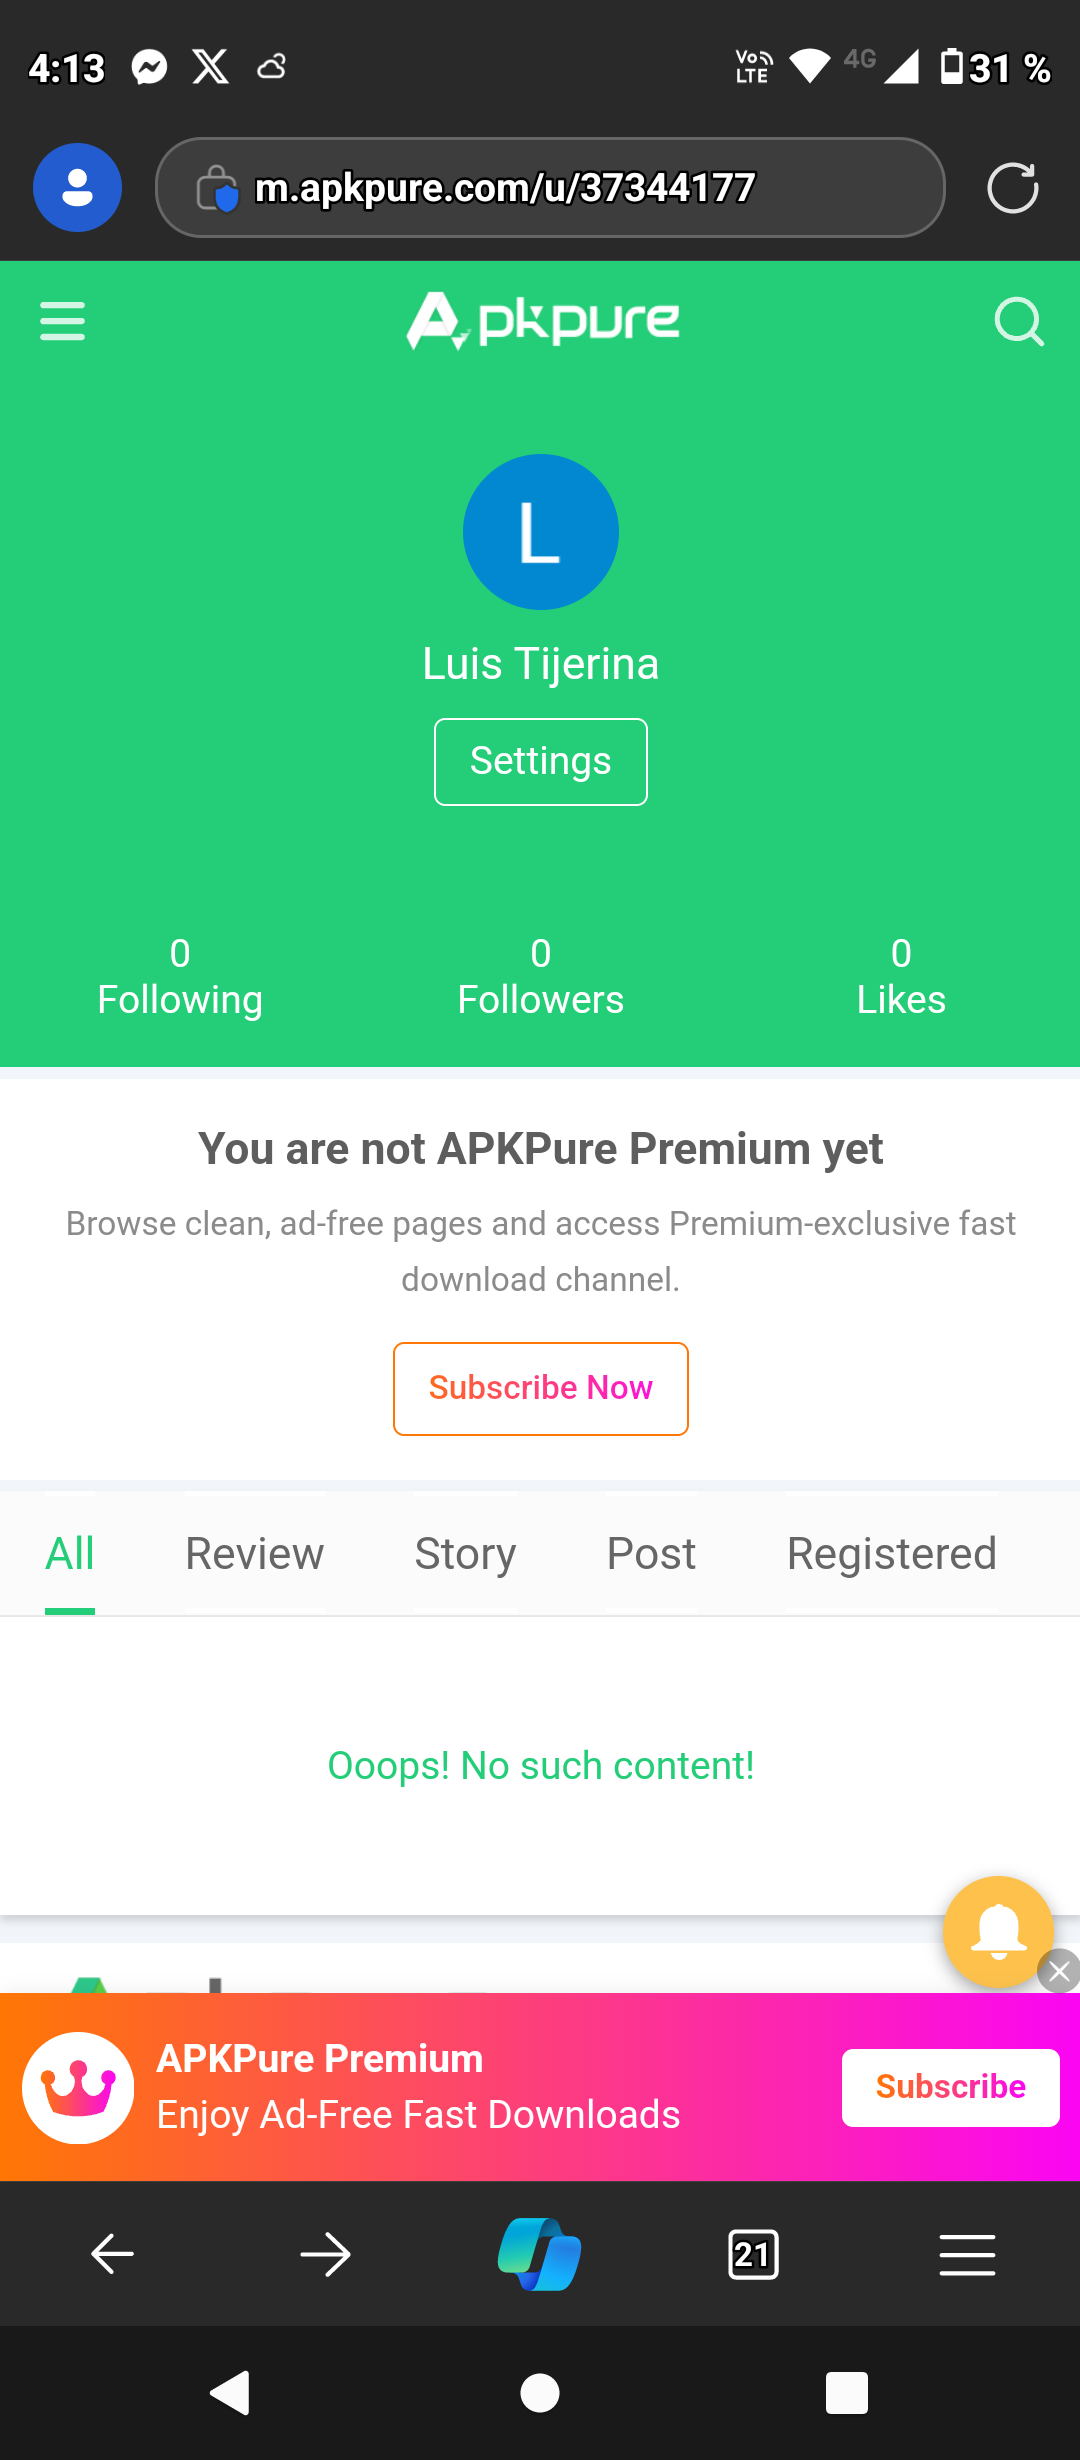 4:13
Vo LTE 4G 31 %
m.apkpure.com/u/37344177
Apkpure
L
Luis Tijerina
Settings
0 0 0
Following Followers Likes
You are not APKPure Premium yet
Browse clean, ad-free pages and access Premium-exclusive fast
download channel.
Subscribe Now
All Review Story Post Registered
Ooops! No such content!
APKPure Premium
Enjoy Ad-Free Fast Downloads
Subscribe
21